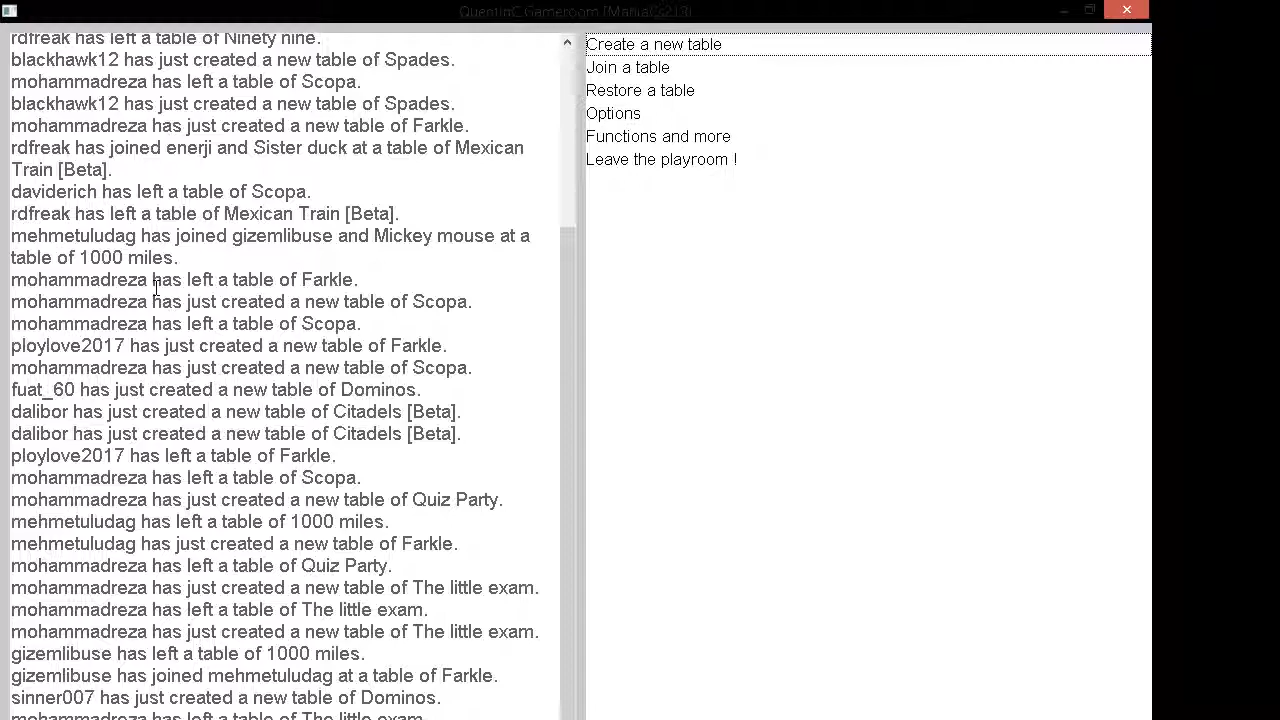 QuentinC Gameroom [ManiaCs213]
rdfreak has left a table of Ninety nine.
blackhawk12 has just created a new table of Spades.
mohammadreza has left a table of Scopa.
blackhawk12 has just created a new table of Spades.
mohammadreza has just created a new table of Farkle.
rdfreak has joined enerji and Sister duck at a table of Mexican
Train [Beta].
daviderich has left a table of Scopa.
rdfreak has left a table of Mexican Train [Beta].
mehmetuludag has joined gizemlibuse and Mickey mouse at a
table of 1000 miles.
mohammadreza has left a table of Farkle.
mohammadreza has just created a new table of Scopa.
mohammadreza has left a table of Scopa.
ploylove2017 has just created a new table of Farkle.
mohammadreza has just created a new table of Scopa.
fuat_60 has just created a new table of Dominos.
dalibor has just created a new table of Citadels [Beta].
dalibor has just created a new table of Citadels [Beta].
ploylove2017 has left a table of Farkle.
mohammadreza has left a table of Scopa.
mohammadreza has just created a new table of Quiz Party.
mehmetuludag has left a table of 1000 miles.
mehmetuludag has just created a new table of Farkle.
mohammadreza has left a table of Quiz Party.
mohammadreza has just created a new table of The little exam.
mohammadreza has left a table of The little exam.
mohammadreza has just created a new table of The little exam.
gizemlibuse has left a table of 1000 miles.
gizemlibuse has joined mehmetuludag at a table of Farkle.
sinner007 has just created a new table of Dominos.
mohammadreza has left a table of The little exam.
Create a new table
Join a table
Restore a table
Options
Functions and more
Leave the playroom !